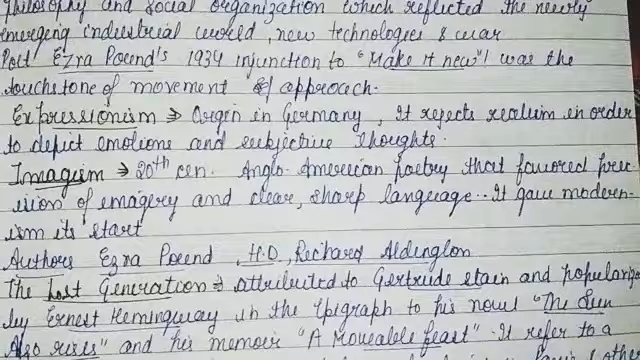 philosophy and social organization which reflected the newly
emerging industrial world, new technologies & war
Poet Ezra Pound's 1934 injunction to "Make it new"! was the
touchstone of movement & approach.
Expressionism → Origin in Germany, It rejects realism in order
to depict emotions and subjective thoughts.
Imagism → 20th cen. Anglo-American poetry that favored prec
ision of imagery and clear, sharp language. It gave modern-
ism its start
Authors Ezra Pound, H.D, Richard Aldington
The Lost Generation → attributed to Gertrude stein and populariz
by Ernest Hemingway in the Epigraph to his novel "The Sun
Also rises" and his memoir "A Moveable feast". It refer to a